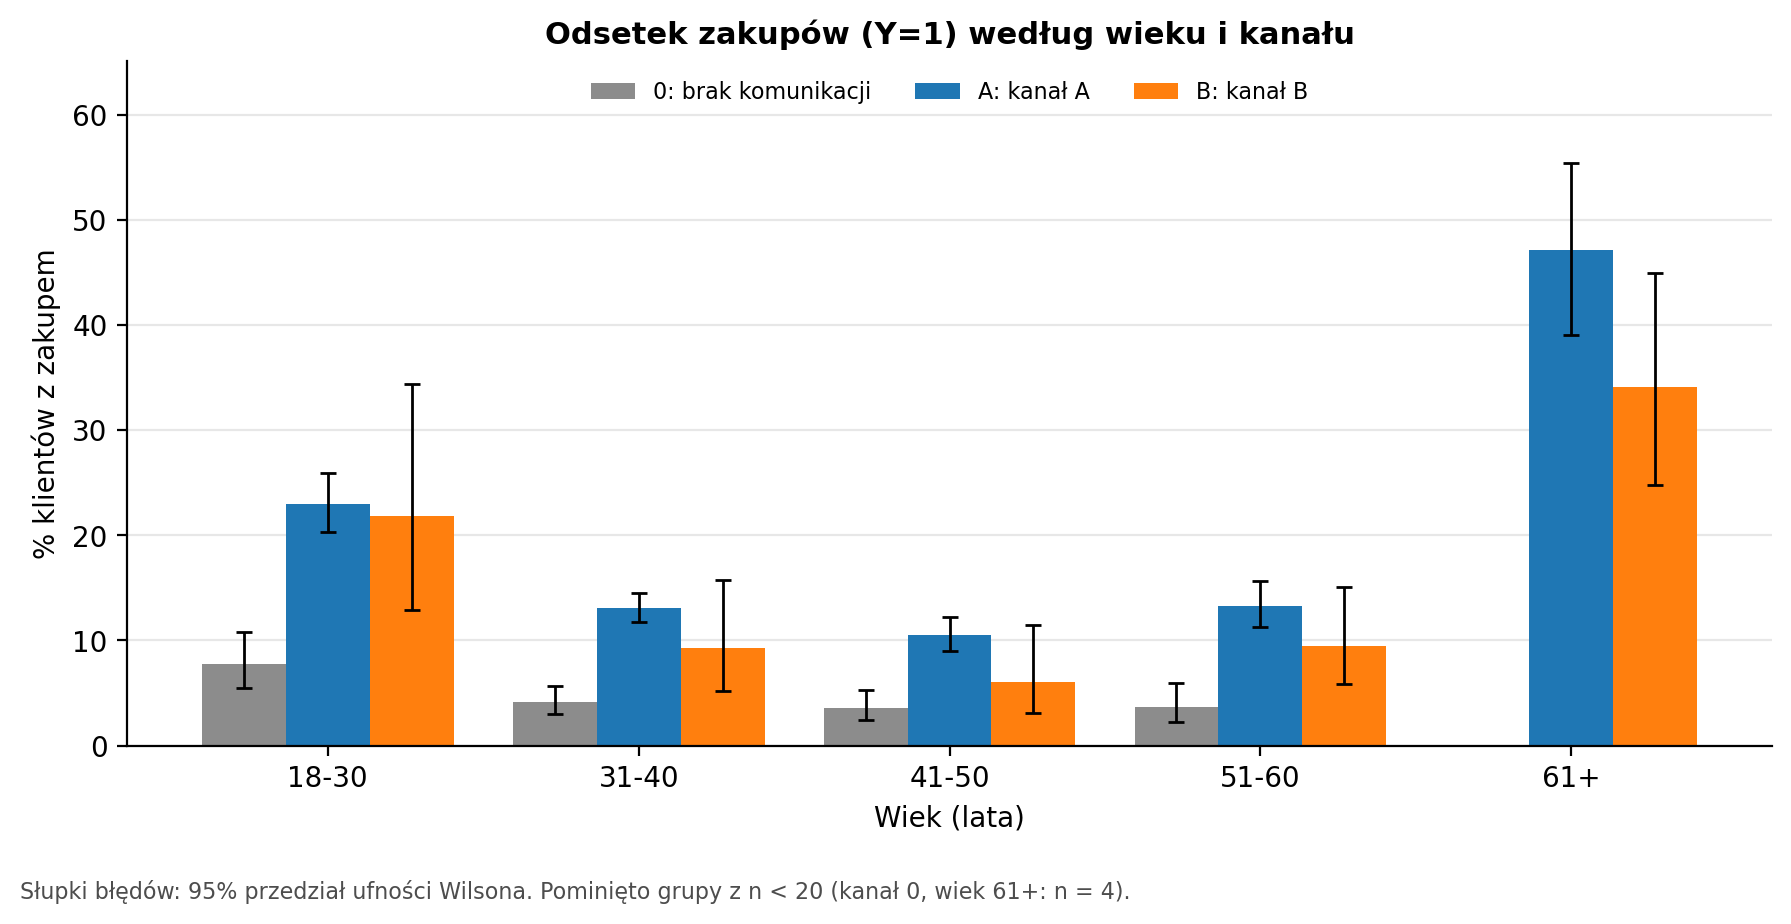 Odsetek zakupów (Y=1) według wieku i kanału
0: brak komunikacji A: kanał A B: kanał B
% klientów z zakupem
60
50
40
30
20
10
0
18-30 31-40 41-50 51-60 61+
Wiek (lata)
Słupki błędów: 95% przedział ufności Wilsona. Pominięto grupy z n < 20 (kanał 0, wiek 61+: n = 4).